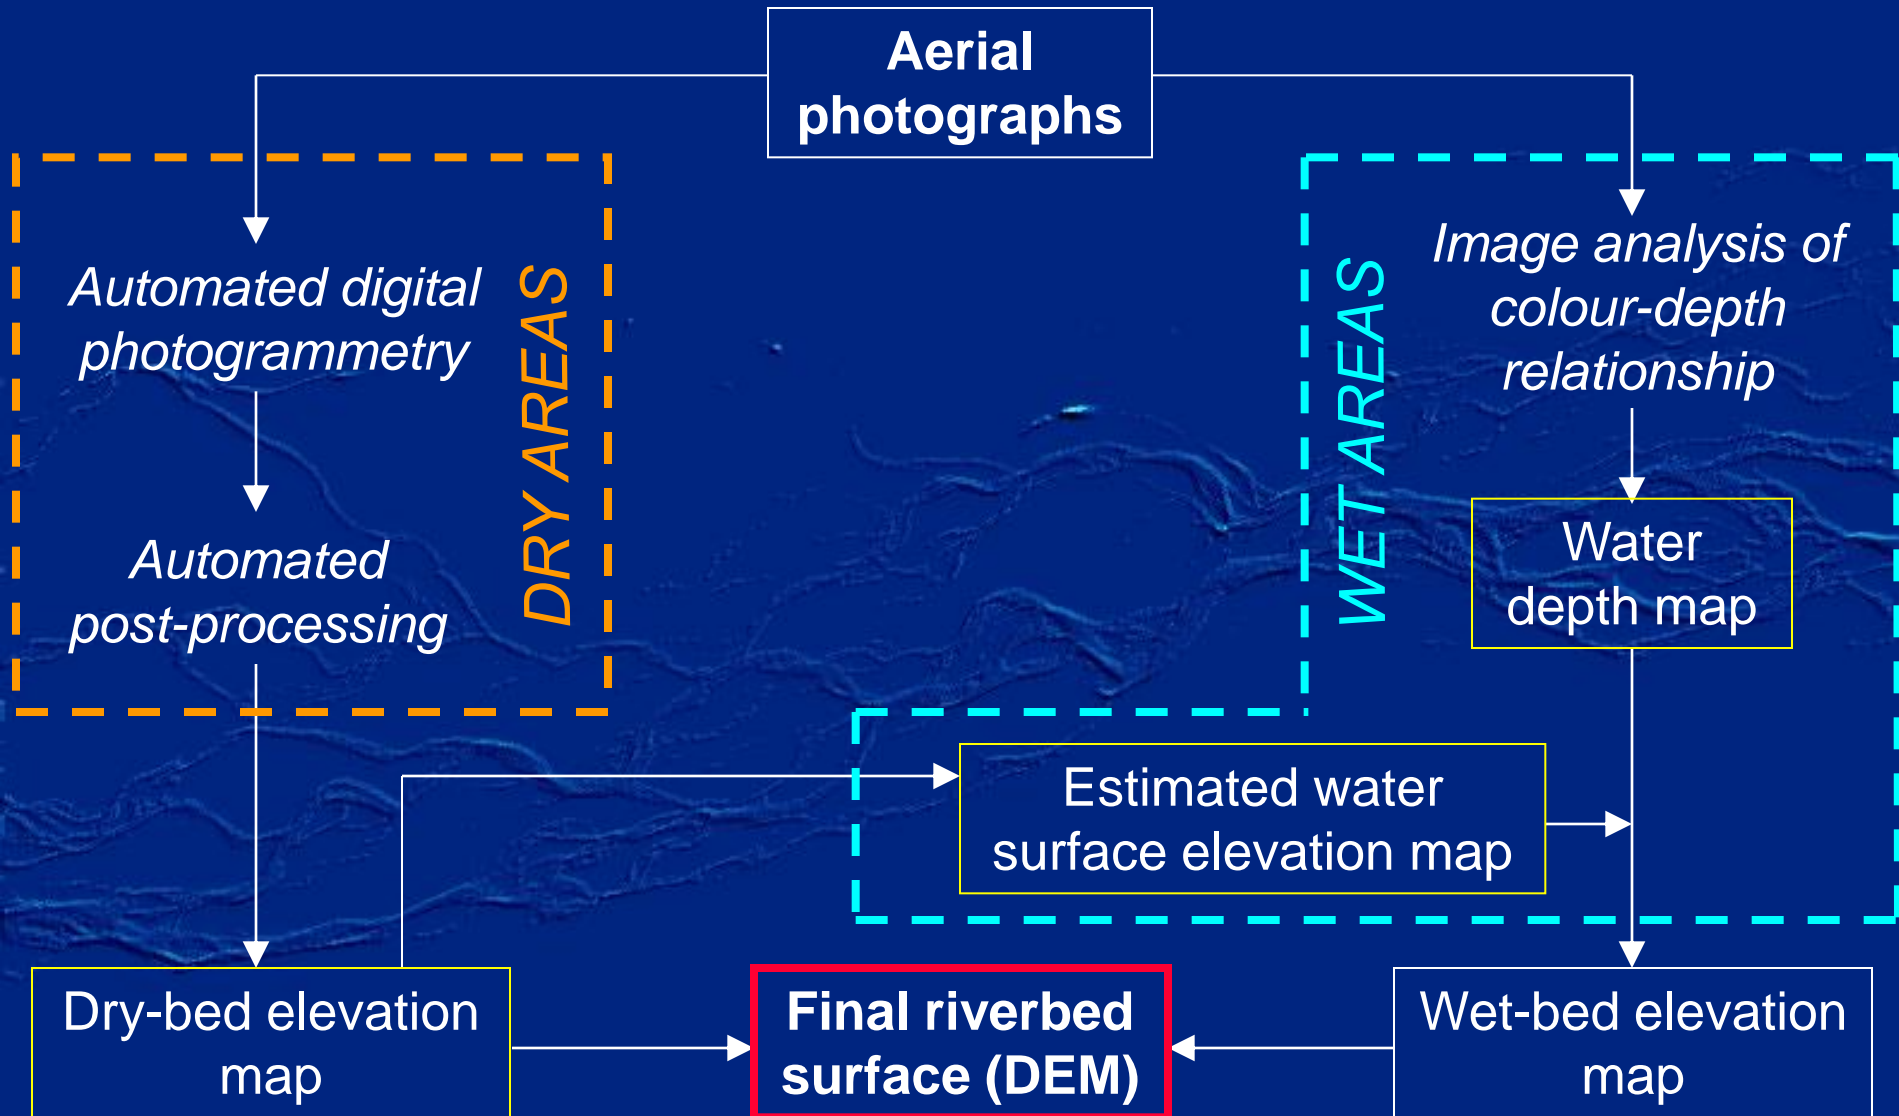 Aerial
photographs
Automated digital
photogrammetry
DRY AREAS
Automated
post-processing
WET AREAS
Image analysis of
colour-depth
relationship
Water
depth map
Estimated water
surface elevation map
Dry-bed elevation
map
Final riverbed
surface (DEM)
Wet-bed elevation
map